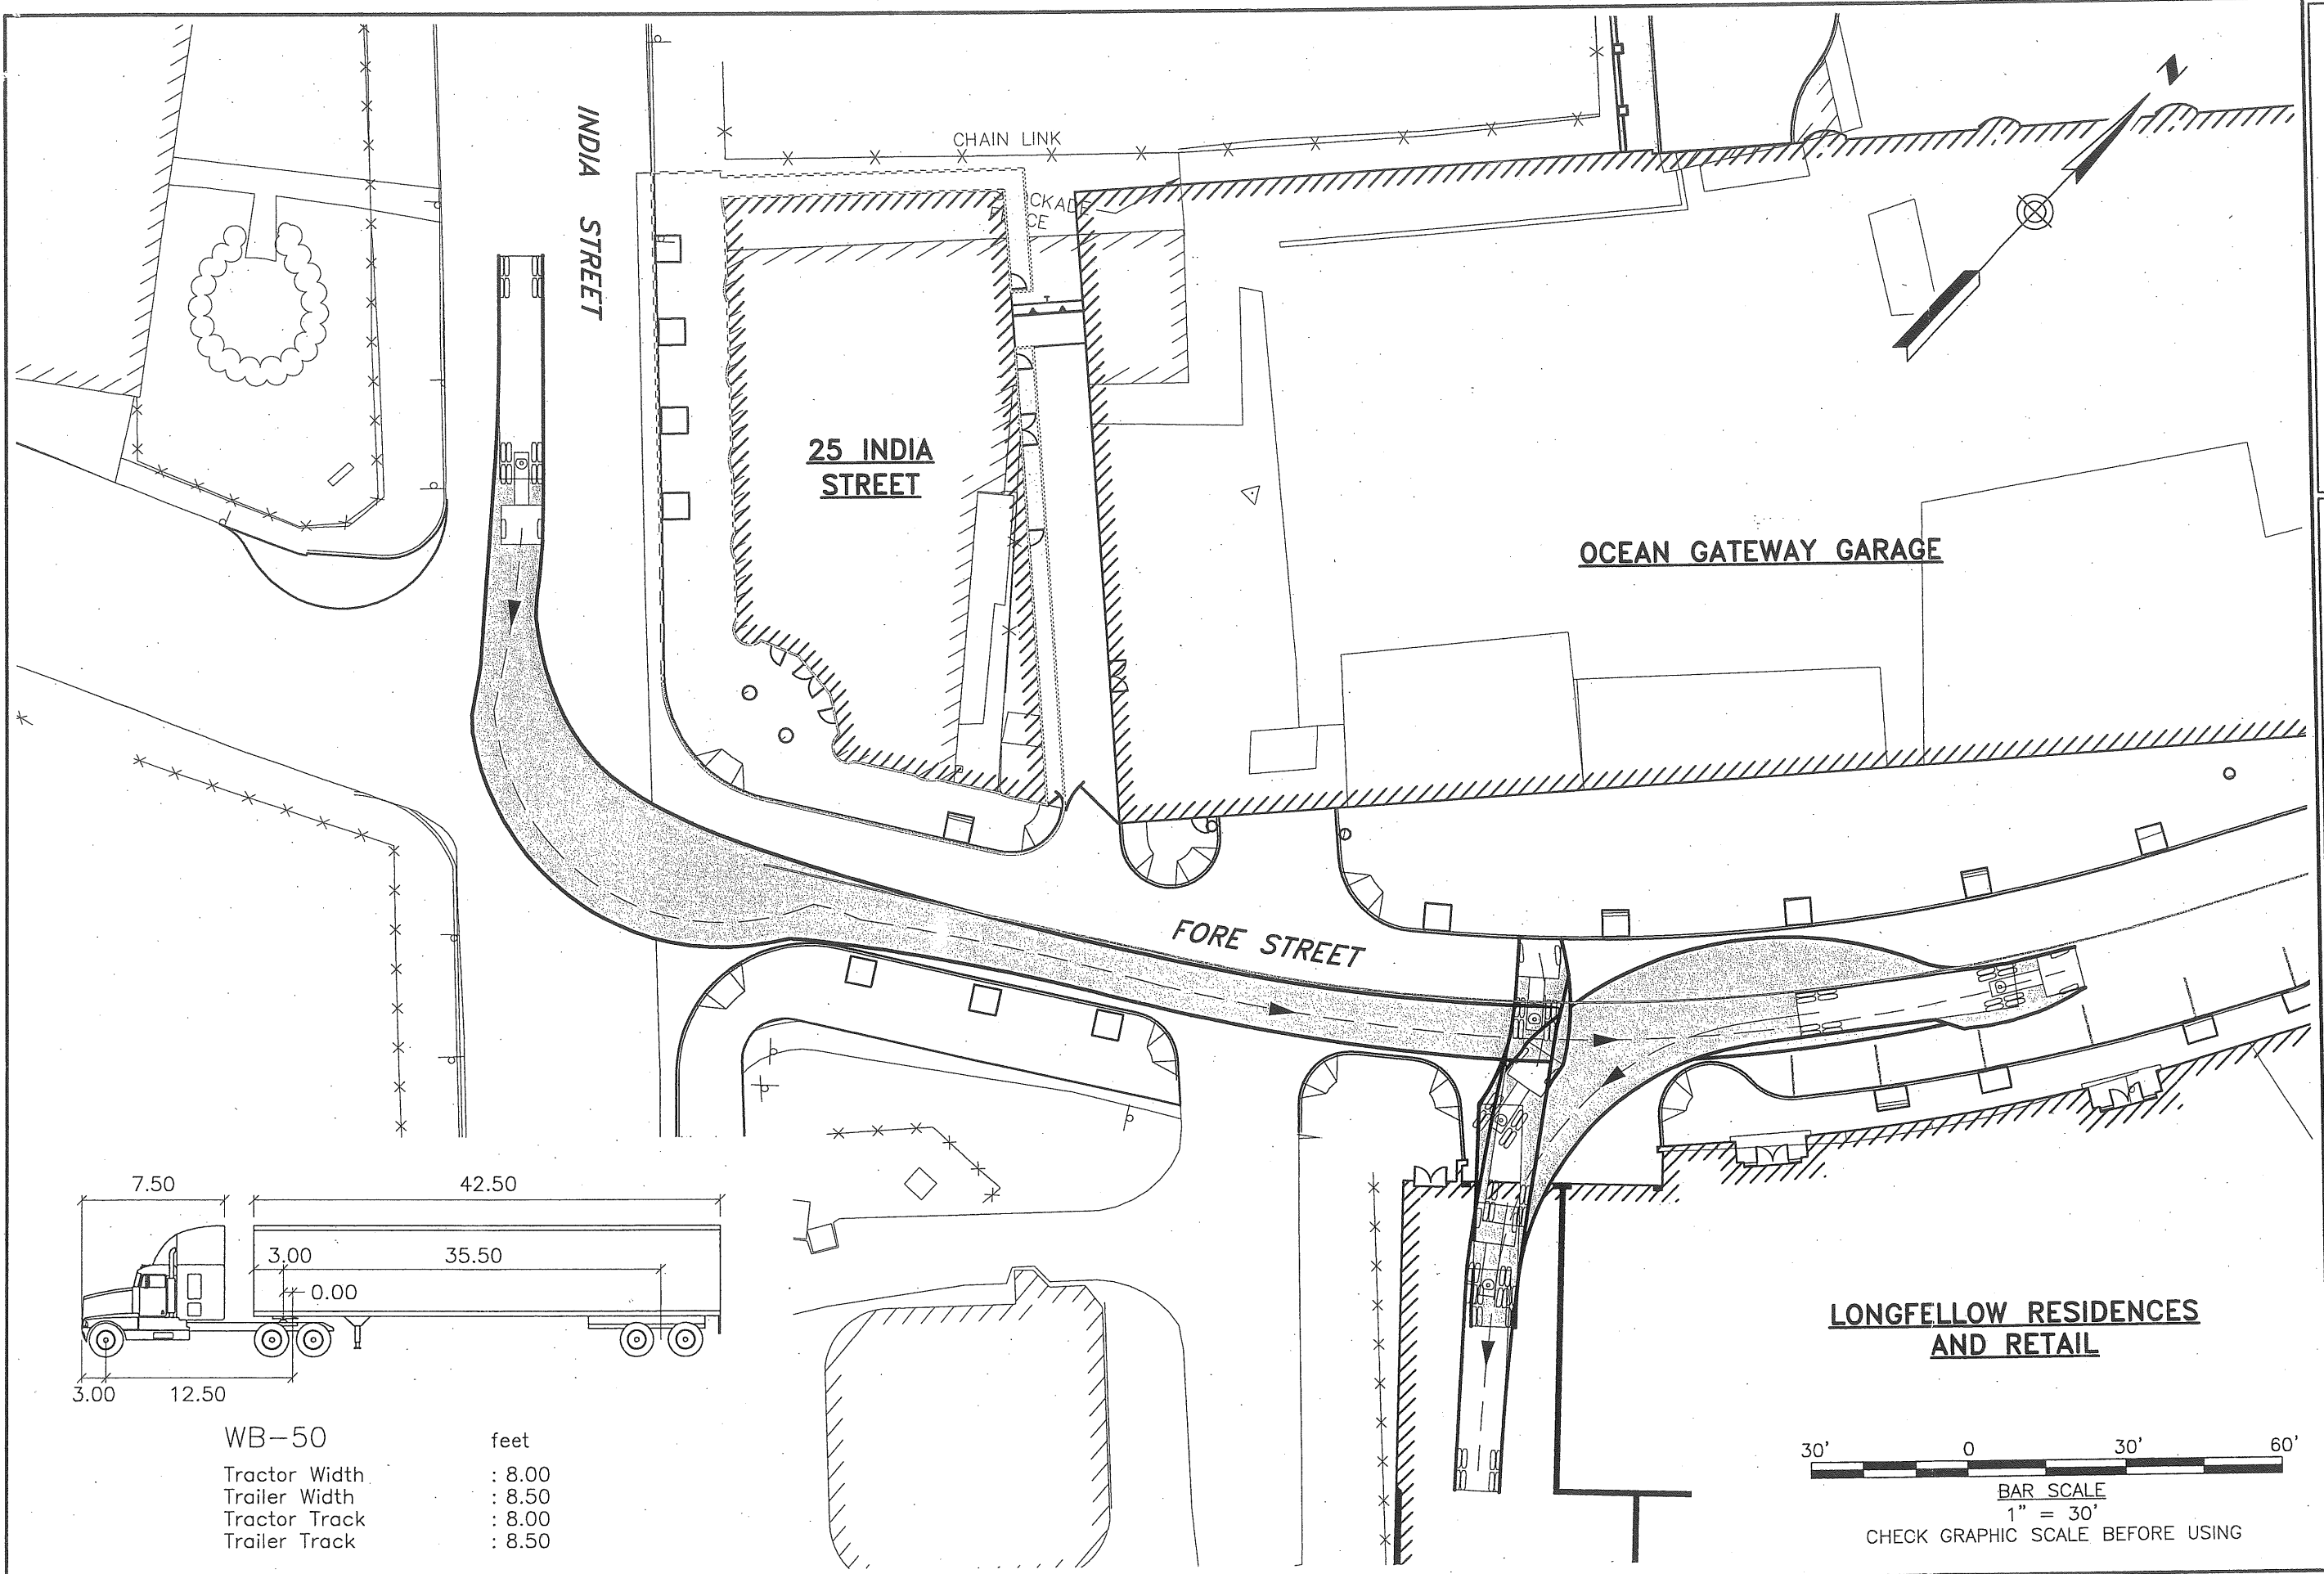 N
INDIA STREET
CHAIN LINK
CKADE
CE
25 INDIA
STREET
OCEAN GATEWAY GARAGE
FORE STREET
7.50
42.50
3.00
35.50
0.00
3.00
12.50
LONGFELLOW RESIDENCES
AND RETAIL
WB-50 feet
Tractor Width : 8.00
Trailer Width : 8.50
Tractor Track : 8.00
Trailer Track : 8.50
30' 0 30' 60'
BAR SCALE
1" = 30'
CHECK GRAPHIC SCALE BEFORE USING